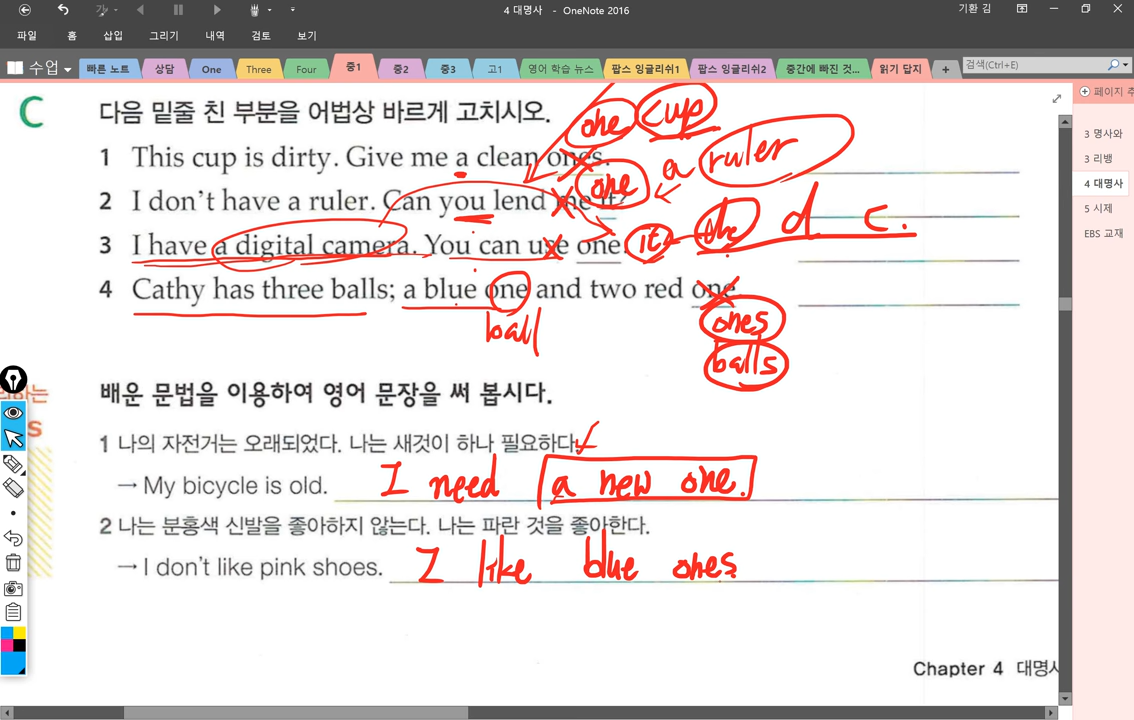 4 대명사 - OneNote 2016
기환 김
파일 홈 삽입 그리기 내역 검토 보기
수업 빠른 노트 상담 One Three Four 중1 중2 중3 고1 영어 학습 뉴스 팝스 잉글리쉬1 팝스 잉글리쉬2 중간에 빠진 것... 읽기 답지 + 검색(Ctrl+E)
페이지 추
3 명사와
3 리뱅
4 대명사
5 시제
EBS 교재
C 다음 밑줄 친 부분을 어법상 바르게 고치시오.
one cup
1 This cup is dirty. Give me a clean ones.
one a ruler
2 I don't have a ruler. Can you lend me it?
3 I have a digital camera. You can use one. it the d c.
4 Cathy has three balls; a blue one and two red one
ball ones
balls
하는
s
배운 문법을 이용하여 영어 문장을 써 봅시다.
1 나의 자전거는 오래되었다. 나는 새것이 하나 필요하다.
→ My bicycle is old. I need a new one.
2 나는 분홍색 신발을 좋아하지 않는다. 나는 파란 것을 좋아한다.
→ I don't like pink shoes. I like blue ones.
Chapter 4 대명사